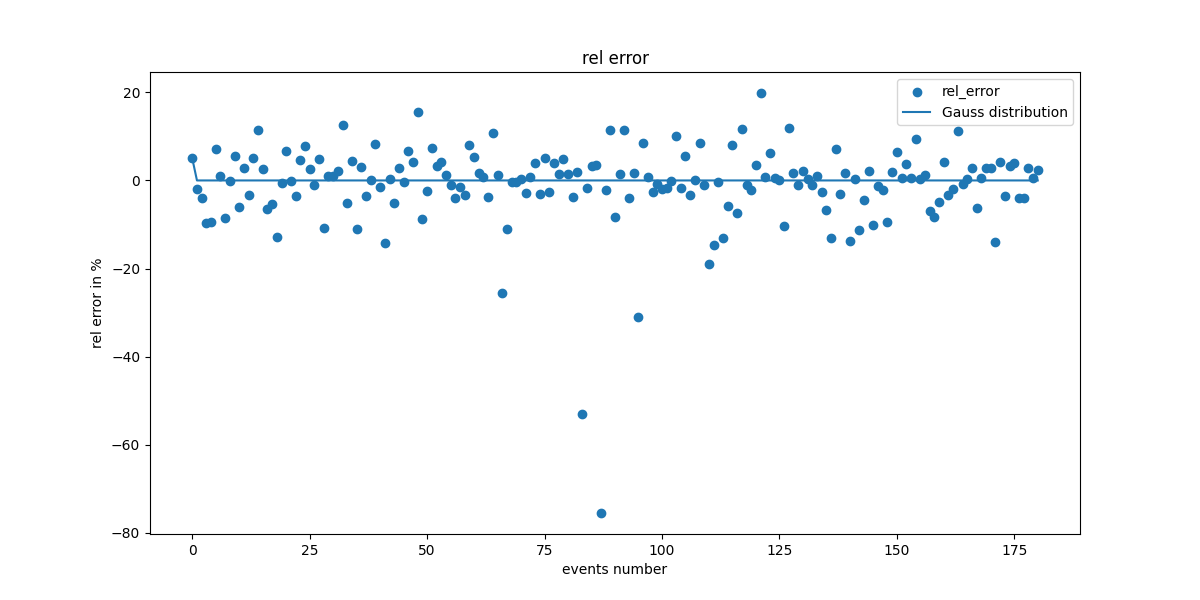 rel error
rel_error
Gauss distribution
20
0
−20
−40
−60
−80
rel error in %
0 25 50 75 100 125 150 175
events number